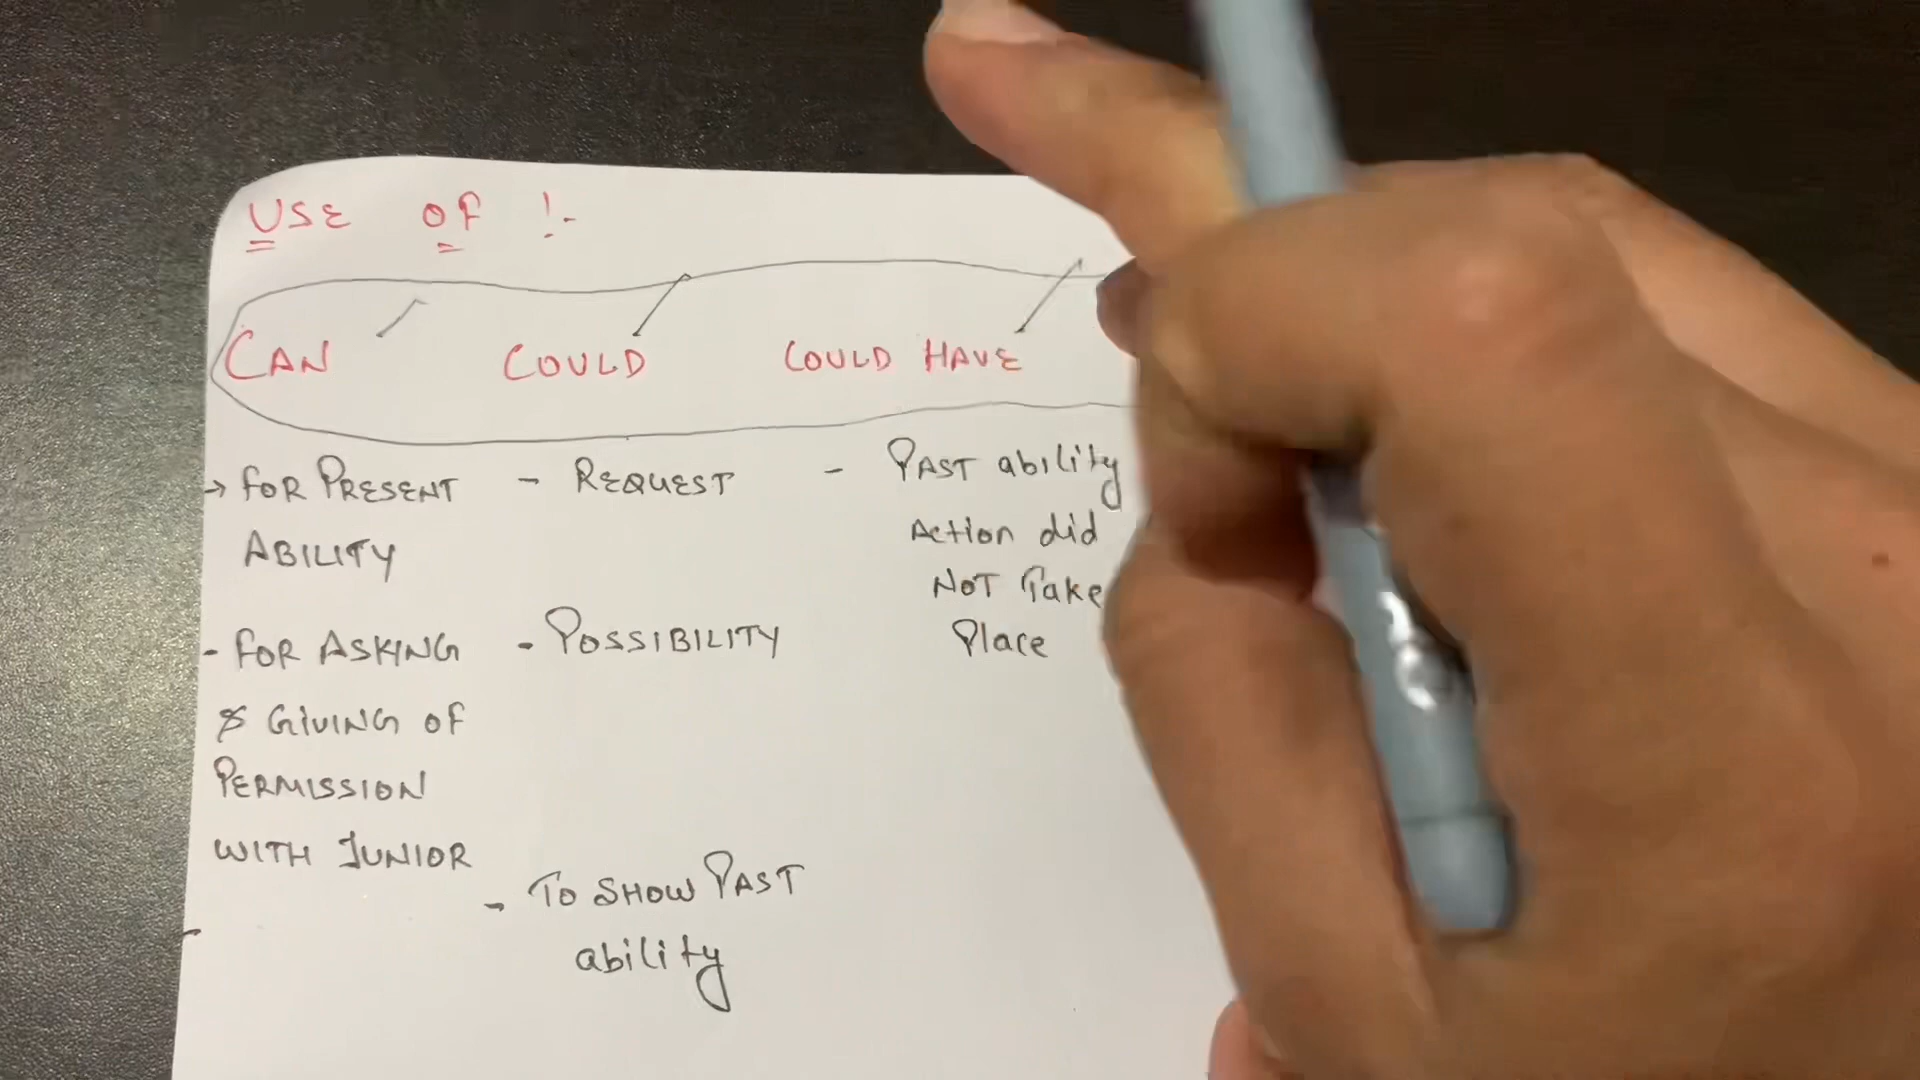 USE OF :-
CAN COULD COULD HAVE
→ FOR PRESENT
ABILITY
- FOR ASKING
& GIVING OF
PERMISSION
WITH JUNIOR
-
- REQUEST
- POSSIBILITY
- TO SHOW PAST
ability
- PAST ability
Action did
NOT Take
Place